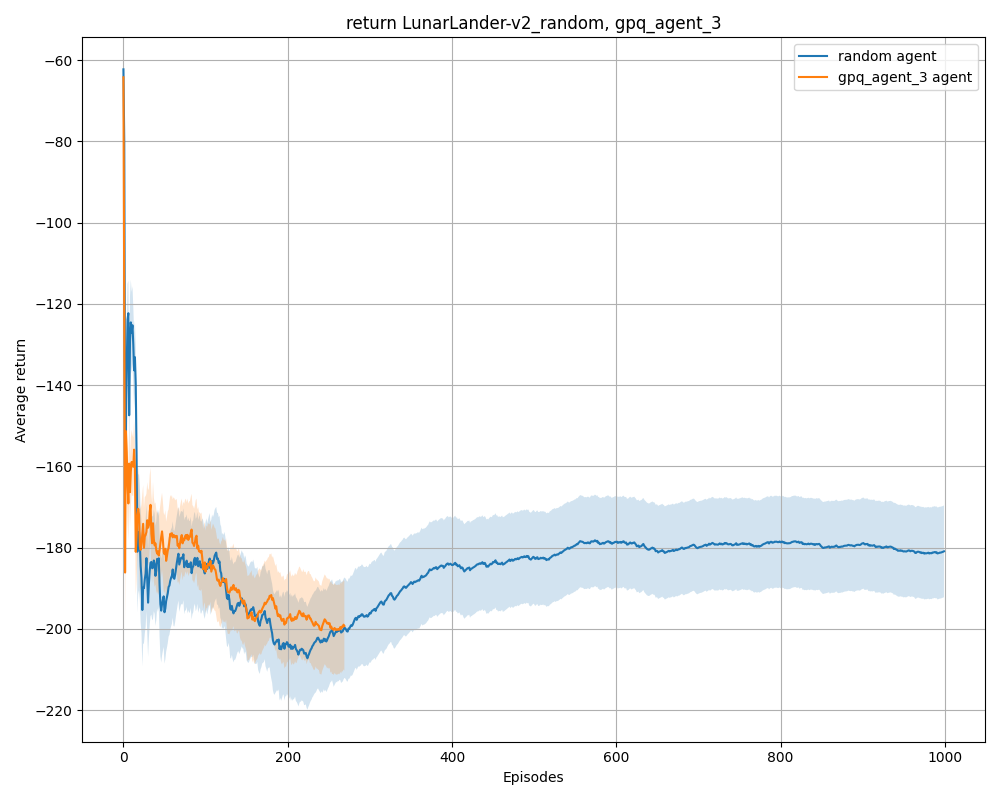 return LunarLander-v2_random, gpq_agent_3
random agent
gpq_agent_3 agent
Average return
−60
−80
−100
−120
−140
−160
−180
−200
−220
0 200 400 600 800 1000
Episodes